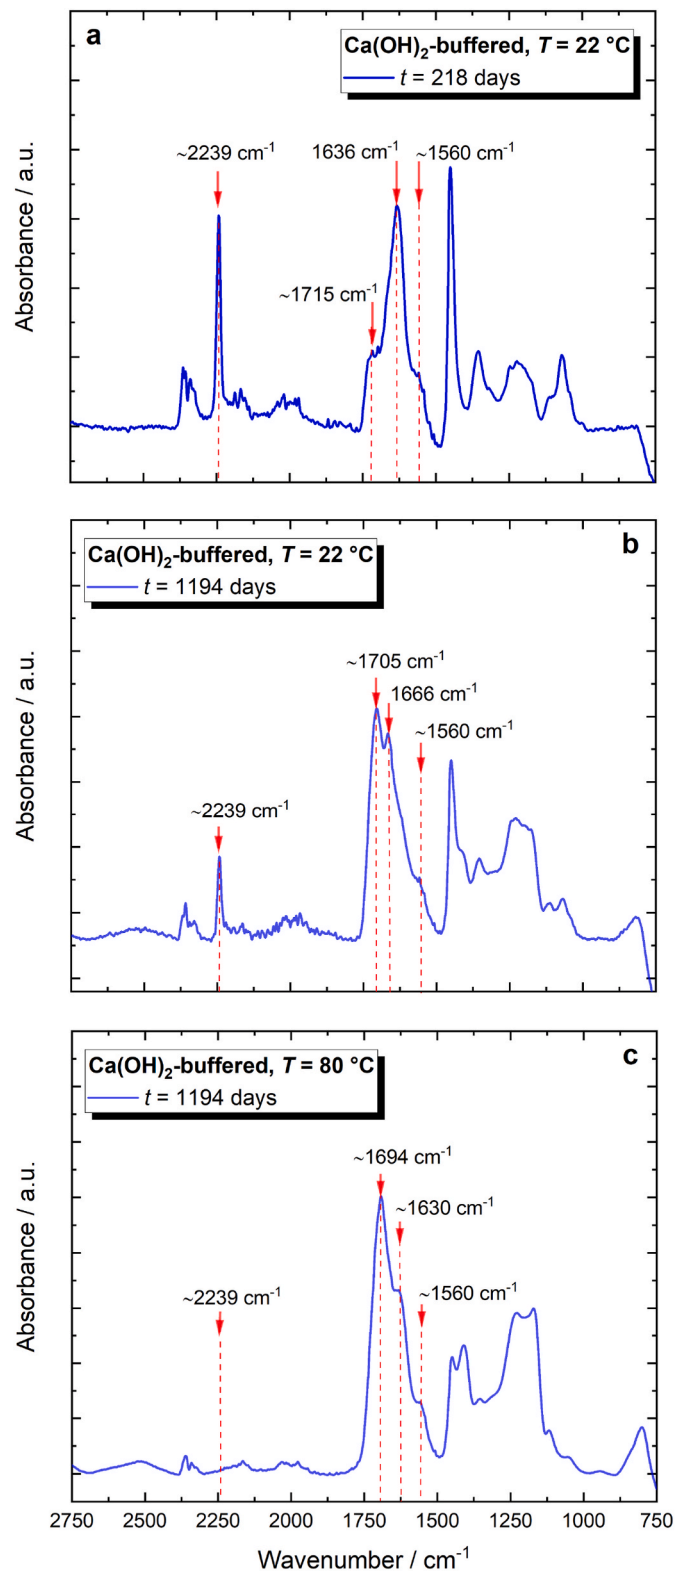 a
Ca(OH)₂-buffered, T = 22 °C
t = 218 days
~2239 cm⁻¹
1636 cm⁻¹
~1560 cm⁻¹
~1715 cm⁻¹
Absorbance / a.u.
b
Ca(OH)₂-buffered, T = 22 °C
t = 1194 days
~1705 cm⁻¹
1666 cm⁻¹
~1560 cm⁻¹
~2239 cm⁻¹
Absorbance / a.u.
c
Ca(OH)₂-buffered, T = 80 °C
t = 1194 days
~1694 cm⁻¹
~1630 cm⁻¹
~2239 cm⁻¹
~1560 cm⁻¹
Absorbance / a.u.
2750 2500 2250 2000 1750 1500 1250 1000 750
Wavenumber / cm⁻¹